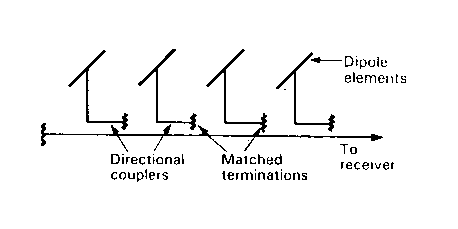 Dipole
elements
Directional
couplers
Matched
terminations
To
receiver